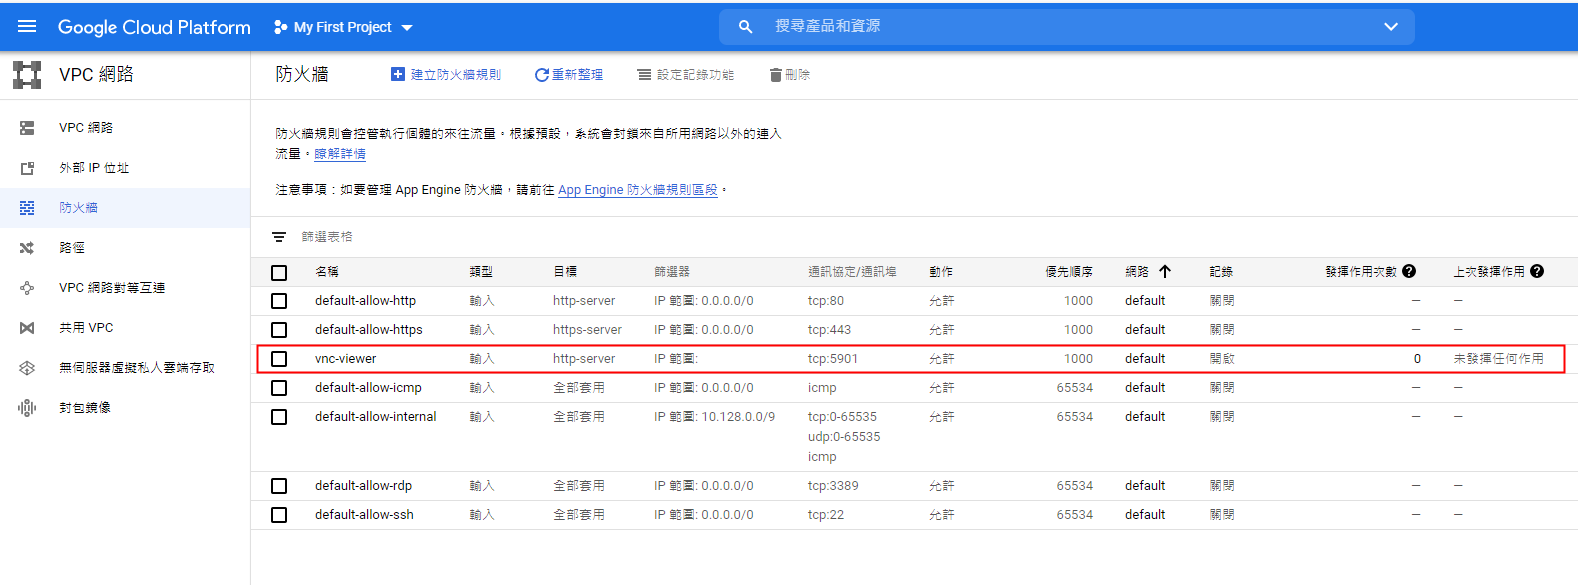 Google Cloud Platform
My First Project
搜尋產品和資源
VPC 網路
防火牆
建立防火牆規則
重新整理
設定記錄功能
刪除
VPC 網路
外部 IP 位址
防火牆
路徑
VPC 網路對等互連
共用 VPC
無伺服器虛擬私人雲端存取
封包鏡像
防火牆規則會控管執行個體的來往流量。根據預設，系統會封鎖來自所用網路以外的連入
流量。瞭解詳情
注意事項：如要管理 App Engine 防火牆，請前往 App Engine 防火牆規則區段。
篩選表格
名稱 類型 目標 篩選器 通訊協定/通訊埠 動作 優先順序 網路 記錄 發揮作用次數 上次發揮作用
default-allow-http 輸入 http-server IP 範圍: 0.0.0.0/0 tcp:80 允許 1000 default 關閉 — —
default-allow-https 輸入 https-server IP 範圍: 0.0.0.0/0 tcp:443 允許 1000 default 關閉 — —
vnc-viewer 輸入 http-server IP 範圍: tcp:5901 允許 1000 default 開啟 0 未發揮任何作用
default-allow-icmp 輸入 全部套用 IP 範圍: 0.0.0.0/0 icmp 允許 65534 default 關閉 — —
default-allow-internal 輸入 全部套用 IP 範圍: 10.128.0.0/9 tcp:0-65535 允許 65534 default 關閉 — —
udp:0-65535
icmp
default-allow-rdp 輸入 全部套用 IP 範圍: 0.0.0.0/0 tcp:3389 允許 65534 default 關閉 — —
default-allow-ssh 輸入 全部套用 IP 範圍: 0.0.0.0/0 tcp:22 允許 65534 default 關閉 — —